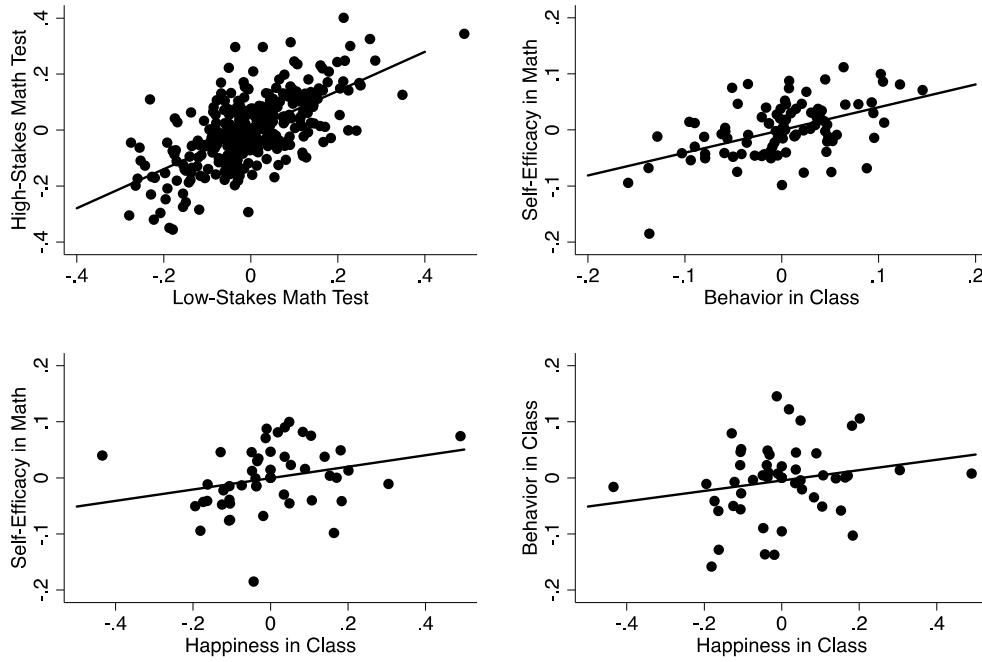 High-Stakes Math Test
-.4 -.2 0 .2 .4
-.4 -.2 0 .2 .4
Low-Stakes Math Test
Self-Efficacy in Math
-.2 -.1 0 .1 .2
-.2 -.1 0 .1 .2
Behavior in Class
Self-Efficacy in Math
-.2 -.1 0 .1 .2
-.4 -.2 0 .2 .4
Happiness in Class
Behavior in Class
-.2 -.1 0 .1 .2
-.4 -.2 0 .2 .4
Happiness in Class